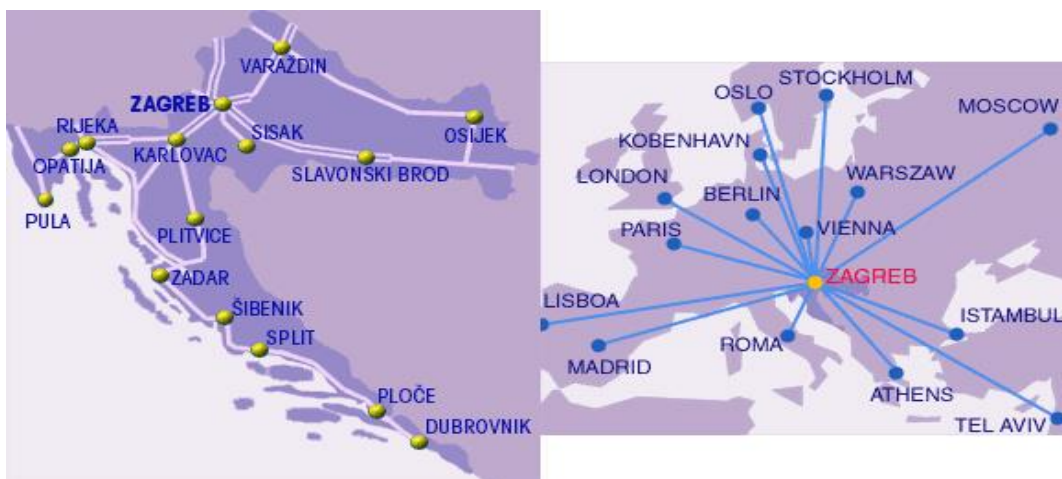 VARAŽDIN
ZAGREB
RIJEKA
OPATIJA
KARLOVAC
SISAK
OSIJEK
SLAVONSKI BROD
PULA
PLITVICE
ZADAR
ŠIBENIK
SPLIT
PLOČE
DUBROVNIK
STOCKHOLM
OSLO
MOSCOW
KOBENHAVN
LONDON
BERLIN
WARSZAW
PARIS
VIENNA
ZAGREB
LISBOA
ISTAMBUL
ROMA
MADRID
ATHENS
TEL AVIV